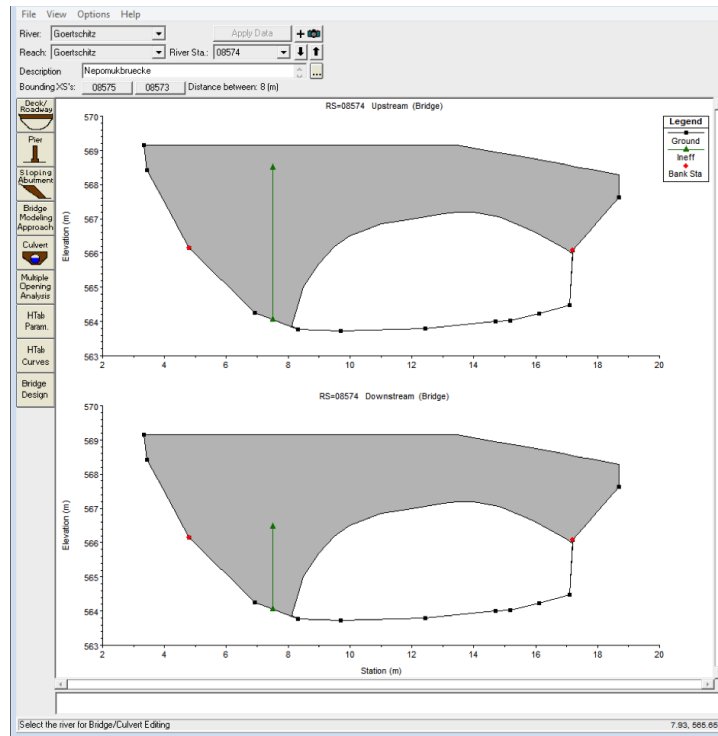 File View Options Help
River: Goertschitz Apply Data +
Reach: Goertschitz River Sta.: 08574
Description Nepomukbruecke ...
Bounding XS's: 08575 08573 Distance between: 8 (m)
Deck/
Roadway
Pier
Sloping
Abutment
Bridge
Modeling
Approach
Culvert
Multiple
Opening
Analysis
HTab
Param.
HTab
Curves
Bridge
Design
RS=08574 Upstream (Bridge)
Legend
Ground
Ineff
Bank Sta
Elevation (m)
570
569
568
567
566
565
564
563
2 4 6 8 10 12 14 16 18 20
RS=08574 Downstream (Bridge)
Elevation (m)
570
569
568
567
566
565
564
563
2 4 6 8 10 12 14 16 18 20
Station (m)
Select the river for Bridge/Culvert Editing 7.93, 565.65